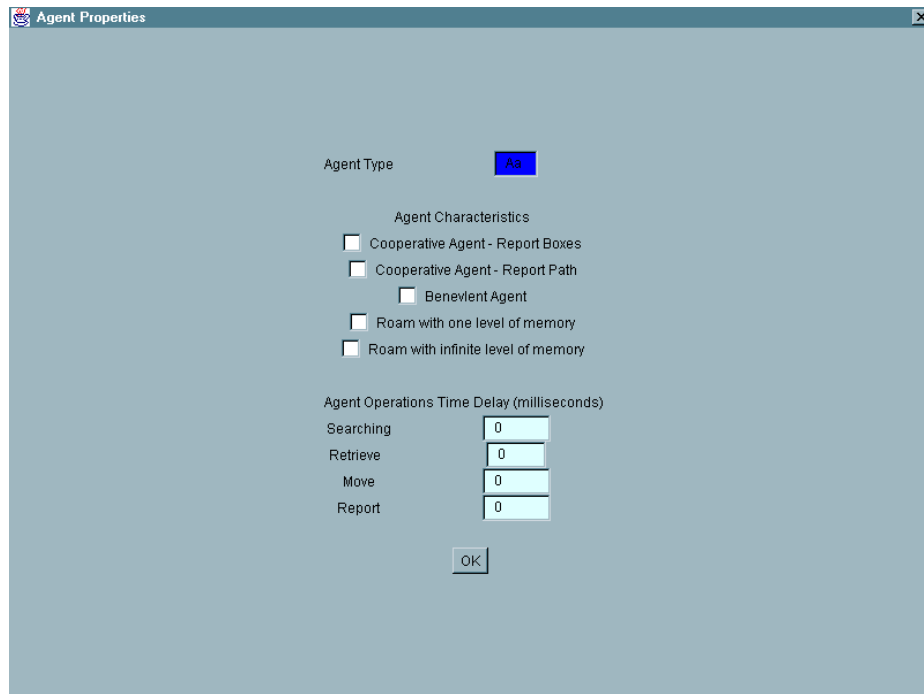 Agent Properties
Agent Type Aa
Agent Characteristics
Cooperative Agent - Report Boxes
Cooperative Agent - Report Path
Benevlent Agent
Roam with one level of memory
Roam with infinite level of memory
Agent Operations Time Delay (milliseconds)
Searching 0
Retrieve 0
Move 0
Report 0
OK